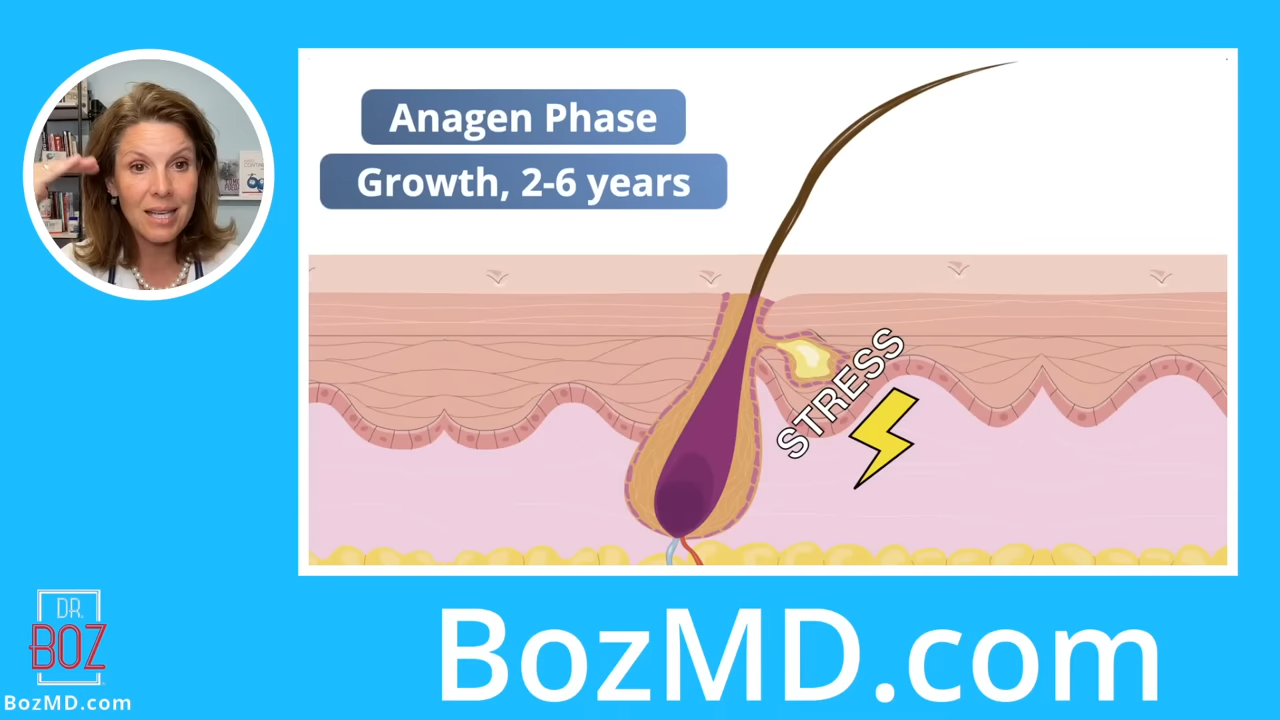 Anagen Phase
Growth, 2-6 years
STRESS
DR.
BOZ
BozMD.com
BozMD.com